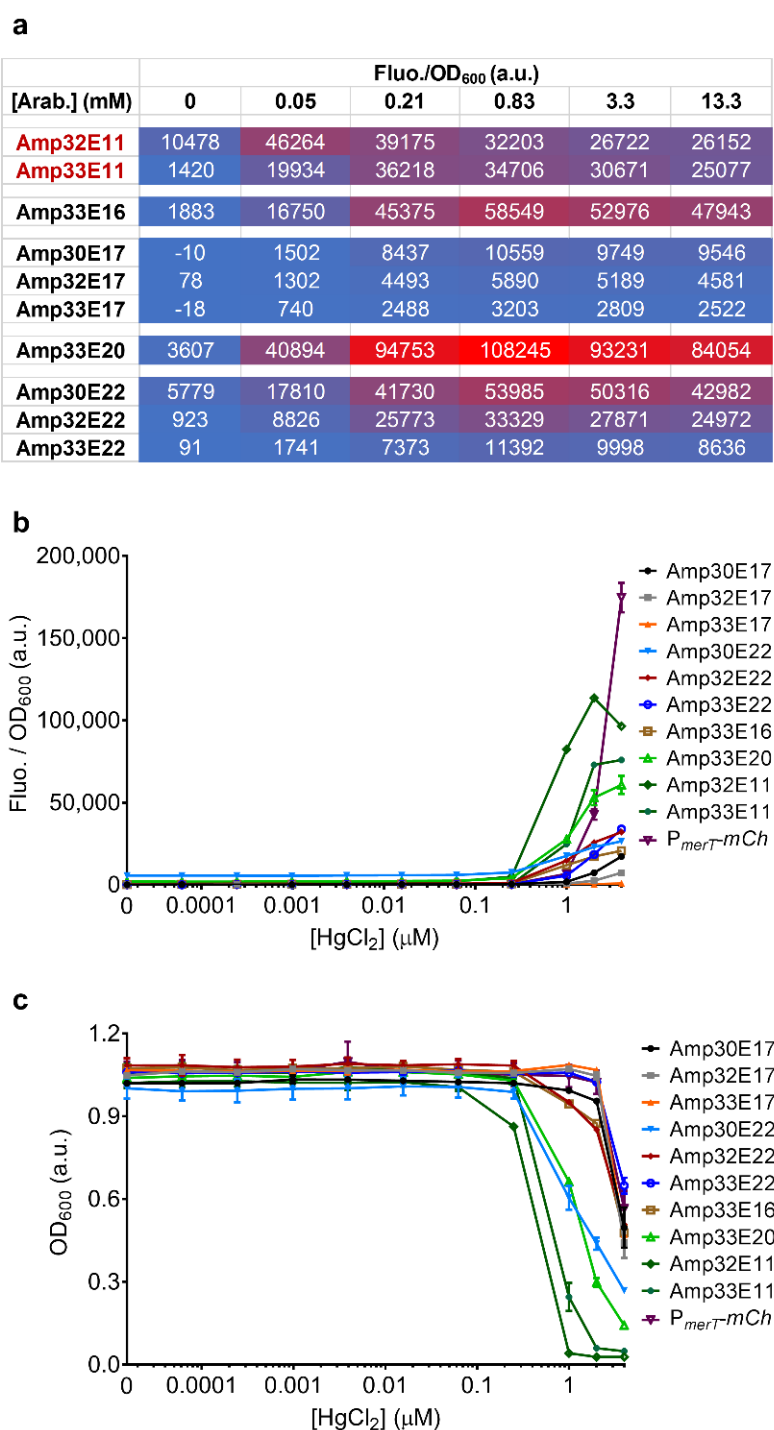 a
Fluo./OD600 (a.u.)
[Arab.] (mM) 0 0.05 0.21 0.83 3.3 13.3
Amp32E11 10478 46264 39175 32203 26722 26152
Amp33E11 1420 19934 36218 34706 30671 25077
Amp33E16 1883 16750 45375 58549 52976 47943
Amp30E17 -10 1502 8437 10559 9749 9546
Amp32E17 78 1302 4493 5890 5189 4581
Amp33E17 -18 740 2488 3203 2809 2522
Amp33E20 3607 40894 94753 108245 93231 84054
Amp30E22 5779 17810 41730 53985 50316 42982
Amp32E22 923 8826 25773 33329 27871 24972
Amp33E22 91 1741 7373 11392 9998 8636
b
Fluo. / OD600 (a.u.)
200,000
150,000
100,000
50,000
0
0 0.0001 0.001 0.01 0.1 1
[HgCl2] (μM)
Amp30E17
Amp32E17
Amp33E17
Amp30E22
Amp32E22
Amp33E22
Amp33E16
Amp33E20
Amp32E11
Amp33E11
PmerT-mCh
c
OD600 (a.u.)
1.2
0.9
0.6
0.3
0.0
0 0.0001 0.001 0.01 0.1 1
[HgCl2] (μM)
Amp30E17
Amp32E17
Amp33E17
Amp30E22
Amp32E22
Amp33E22
Amp33E16
Amp33E20
Amp32E11
Amp33E11
PmerT-mCh